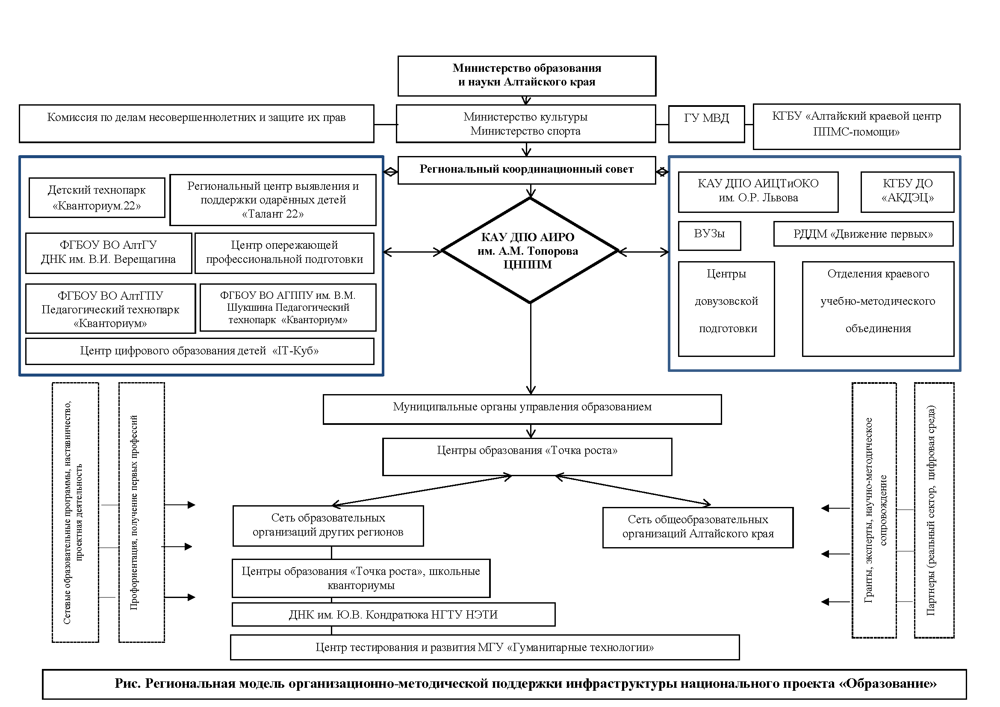 Министерство образования
и науки Алтайского края
Комиссия по делам несовершеннолетних и защите их прав
Министерство культуры
Министерство спорта
ГУ МВД
КГБУ «Алтайский краевой центр
ППМС-помощи»
Региональный координационный совет
Детский технопарк
«Кванториум.22»
Региональный центр выявления и
поддержки одарённых детей
«Талант 22»
ФГБОУ ВО АлтГУ
ДНК им. В.И. Верещагина
Центр опережающей
профессиональной подготовки
ФГБОУ ВО АлтГПУ
Педагогический технопарк
«Кванториум»
ФГБОУ ВО АГППУ им. В.М.
Шукшина Педагогический
технопарк «Кванториум»
Центр цифрового образования детей «IT-Куб»
КАУ ДПО АИРО
им. А.М. Топорова
ЦНППМ
КАУ ДПО АИЦТиОКО
им. О.Р. Львова
КГБУ ДО
«АКДЭЦ»
ВУЗы
РДДМ «Движение первых»
Центры
довузовской
подготовки
Отделения краевого
учебно-методического
объединения
Сетевые образовательные программы, наставничество,
проектная деятельность
Профориентация, получение первых профессий
Муниципальные органы управления образованием
Центры образования «Точка роста»
Сеть образовательных
организаций других регионов
Сеть общеобразовательных
организаций Алтайского края
Центры образования «Точка роста», школьные
кванториумы
ДНК им. Ю.В. Кондратюка НГТУ НЭТИ
Центр тестирования и развития МГУ «Гуманитарные технологии»
Гранты, эксперты, научно-методическое
сопровождение
Партнеры (реальный сектор, цифровая среда)
Рис. Региональная модель организационно-методической поддержки инфраструктуры национального проекта «Образование»